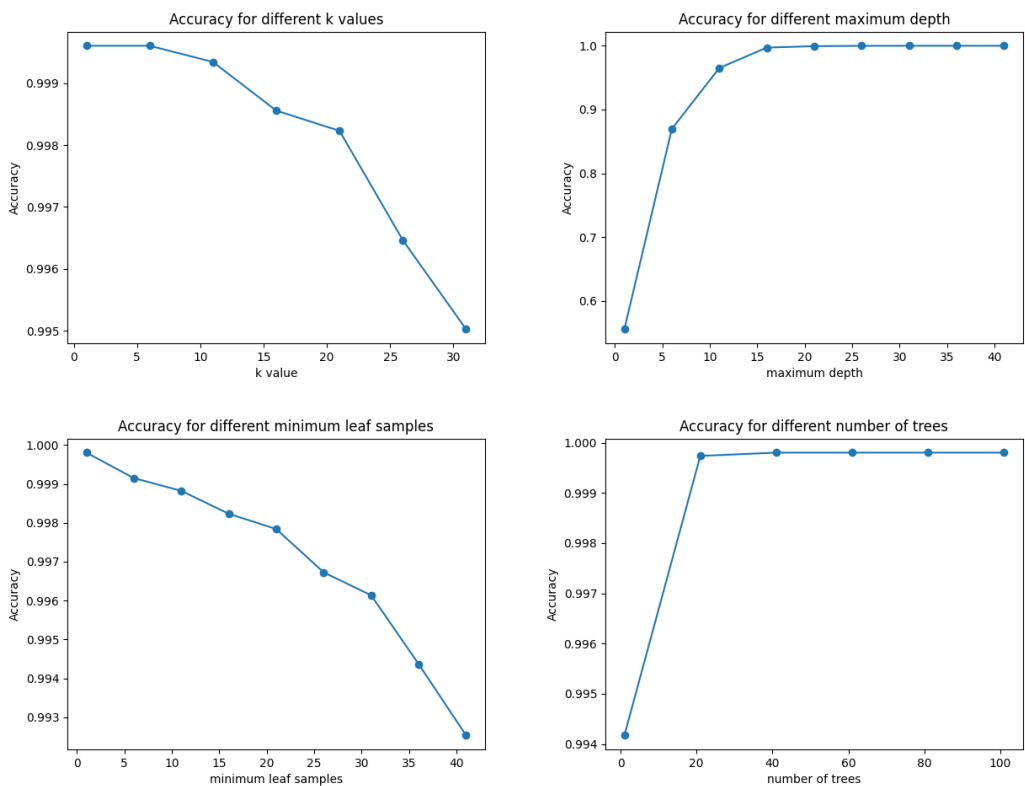 Accuracy for different k values
0.999
0.998
0.997
0.996
0.995
Accuracy
0 5 10 15 20 25 30
k value
Accuracy for different maximum depth
1.0
0.9
0.8
0.7
0.6
Accuracy
0 5 10 15 20 25 30 35 40
maximum depth
Accuracy for different minimum leaf samples
1.000
0.999
0.998
0.997
0.996
0.995
0.994
0.993
Accuracy
0 5 10 15 20 25 30 35 40
minimum leaf samples
Accuracy for different number of trees
1.000
0.999
0.998
0.997
0.996
0.995
0.994
Accuracy
0 20 40 60 80 100
number of trees